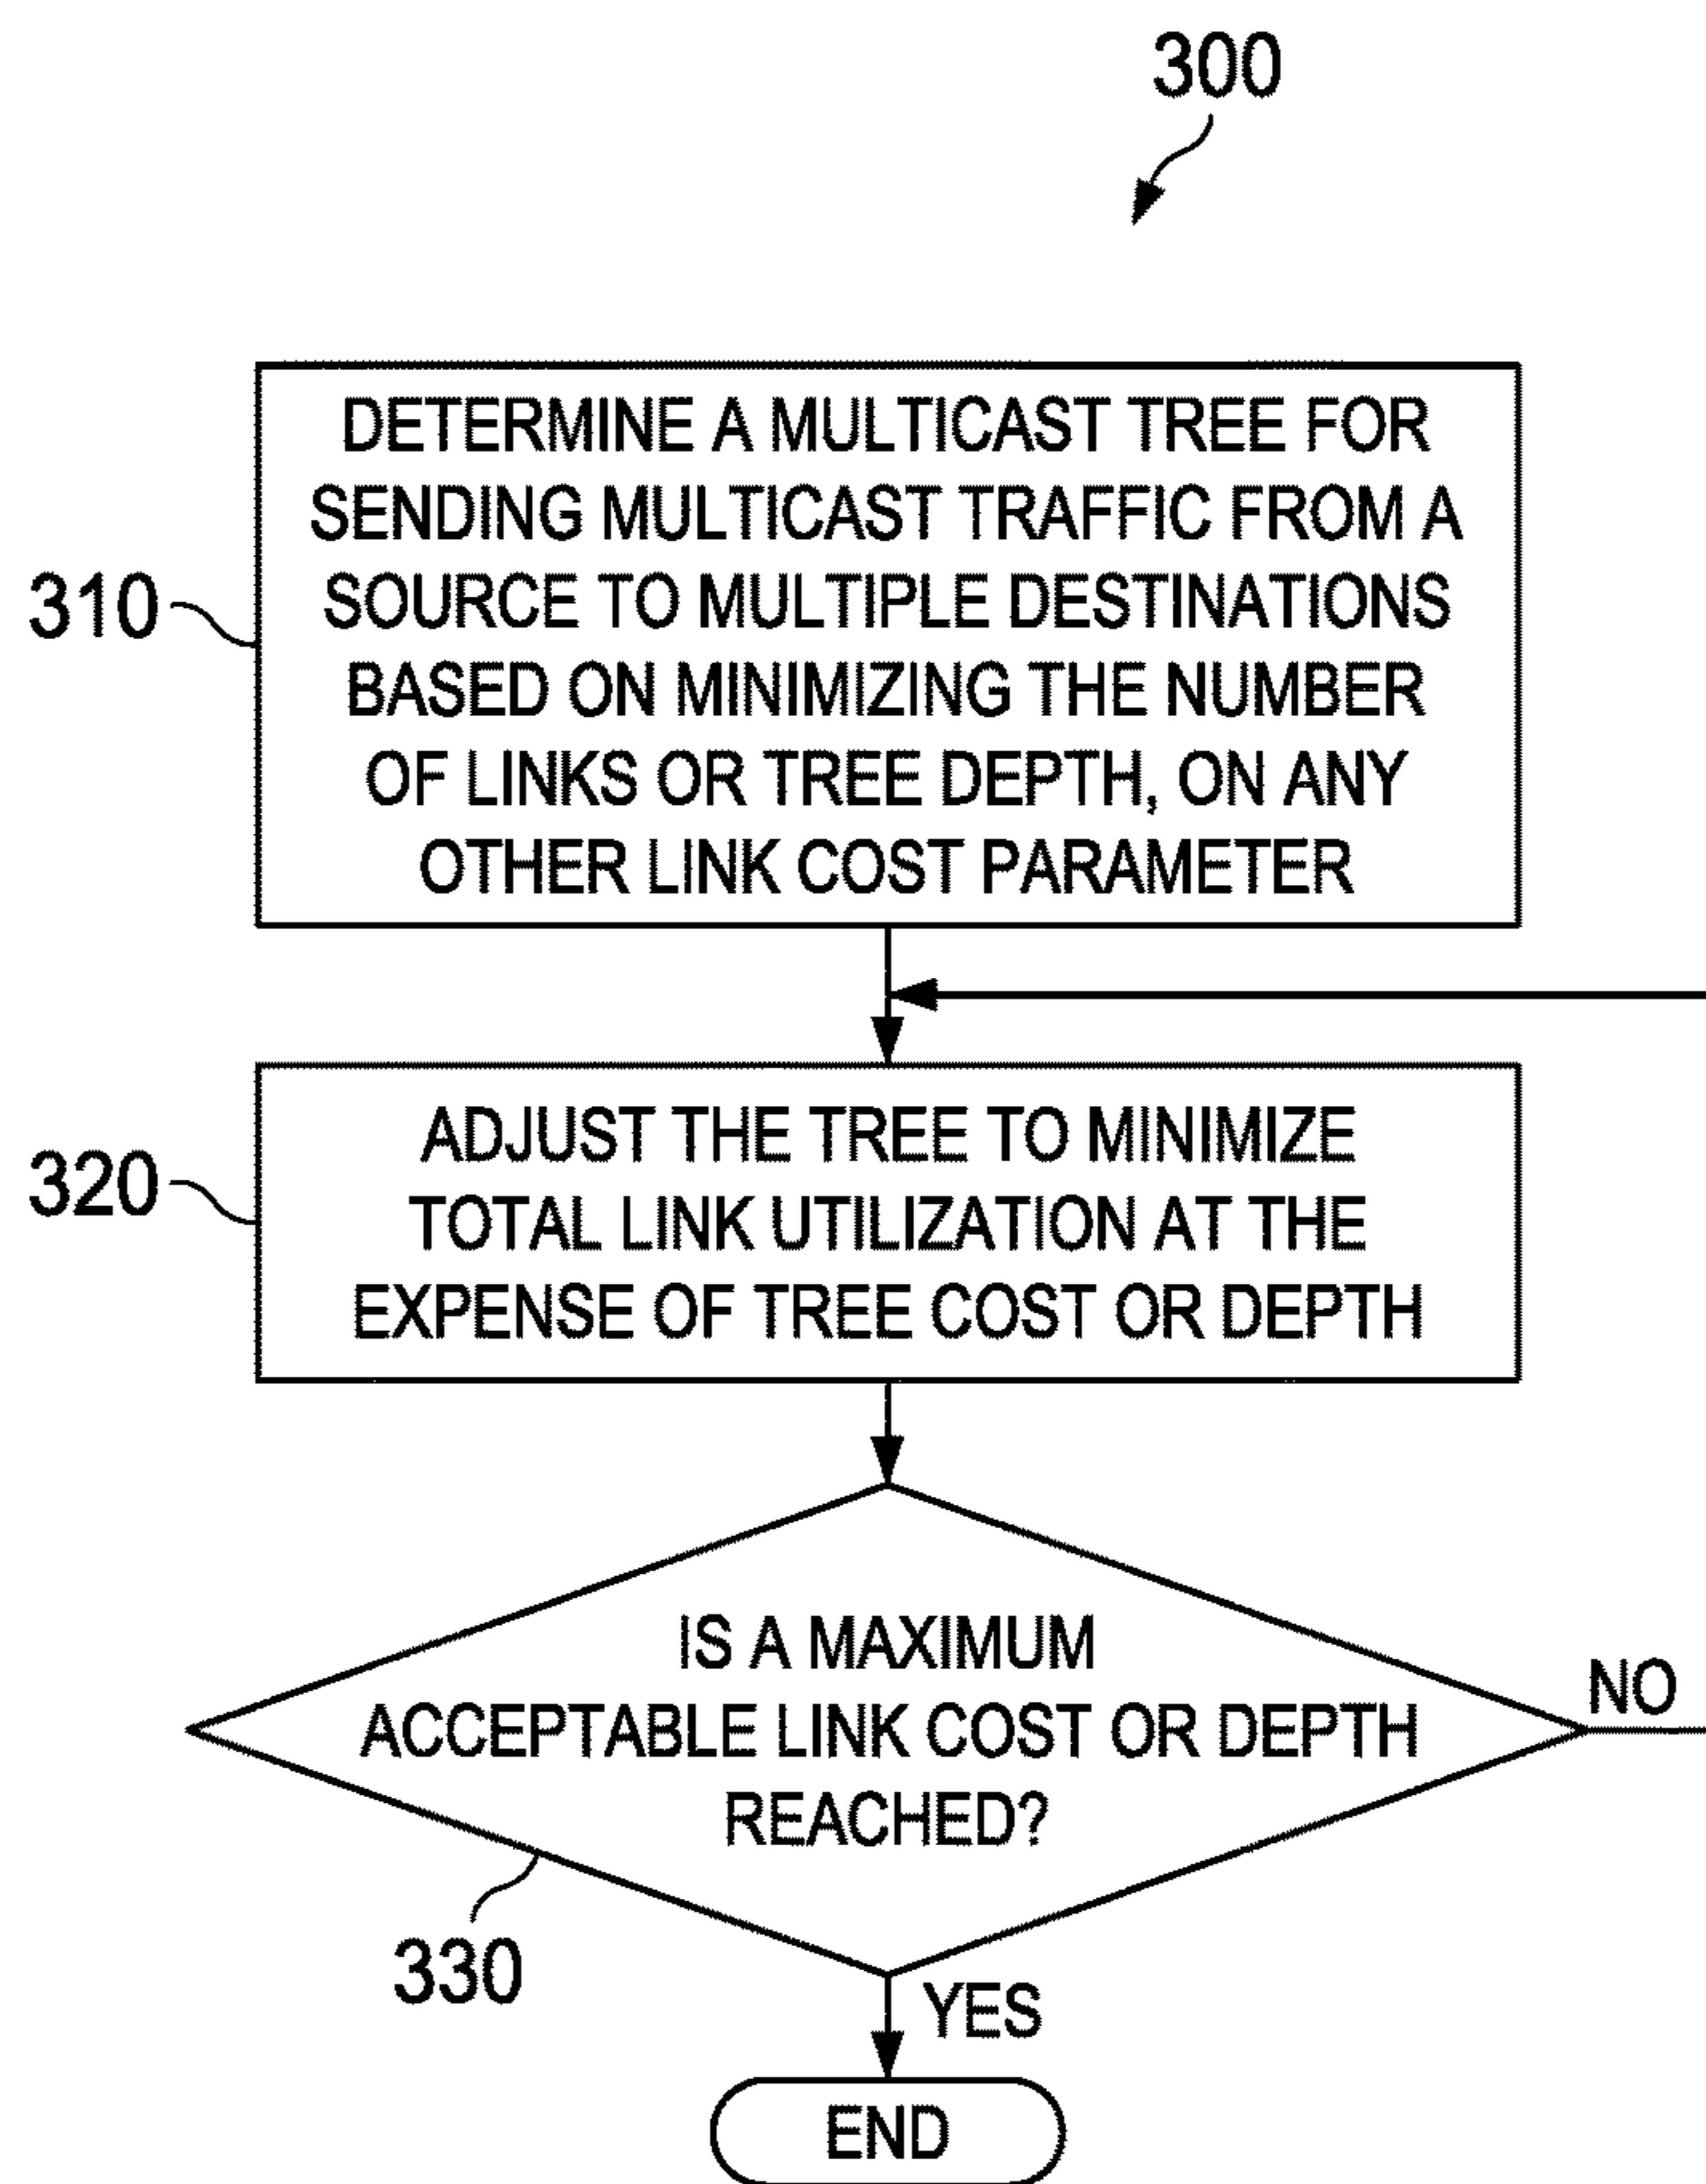 300
DETERMINE A MULTICAST TREE FOR
SENDING MULTICAST TRAFFIC FROM A
SOURCE TO MULTIPLE DESTINATIONS
BASED ON MINIMIZING THE NUMBER
OF LINKS OR TREE DEPTH, ON ANY
OTHER LINK COST PARAMETER
310
ADJUST THE TREE TO MINIMIZE
TOTAL LINK UTILIZATION AT THE
EXPENSE OF TREE COST OR DEPTH
320
IS A MAXIMUM
ACCEPTABLE LINK COST OR DEPTH
REACHED?
NO
330
YES
END